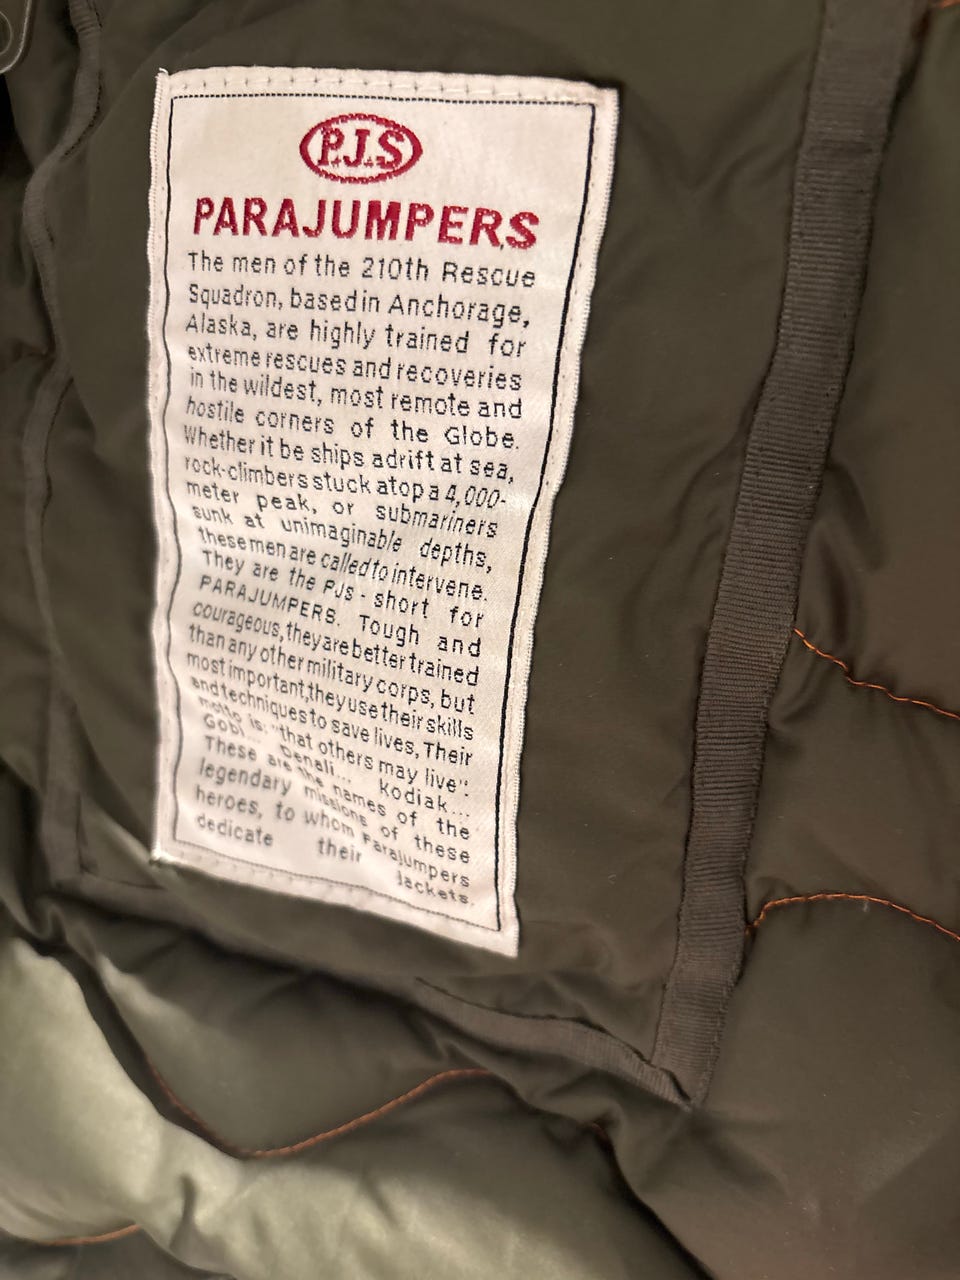 P.J.S
PARAJUMPERS
The men of the 210th Rescue
Squadron, based in Anchorage,
Alaska, are highly trained for
extreme rescues and recoveries
in the wildest, most remote and
hostile corners of the Globe.
Whether it be ships adrift at sea,
rock-climbers stuck atop a 4,000-
meter peak, or submariners
sunk at unimaginable depths,
these men are called to intervene.
They are the PJs - short for
PARAJUMPERS. Tough and
courageous, they are better trained
than any other military corps, but
most important, they use their skills
and techniques to save lives, Their
motto is: "that others may live":
Gobi... Denali... Kodiak...
These are the names of the
legendary missions of these
heroes, to whom Parajumpers
dedicate their jackets.